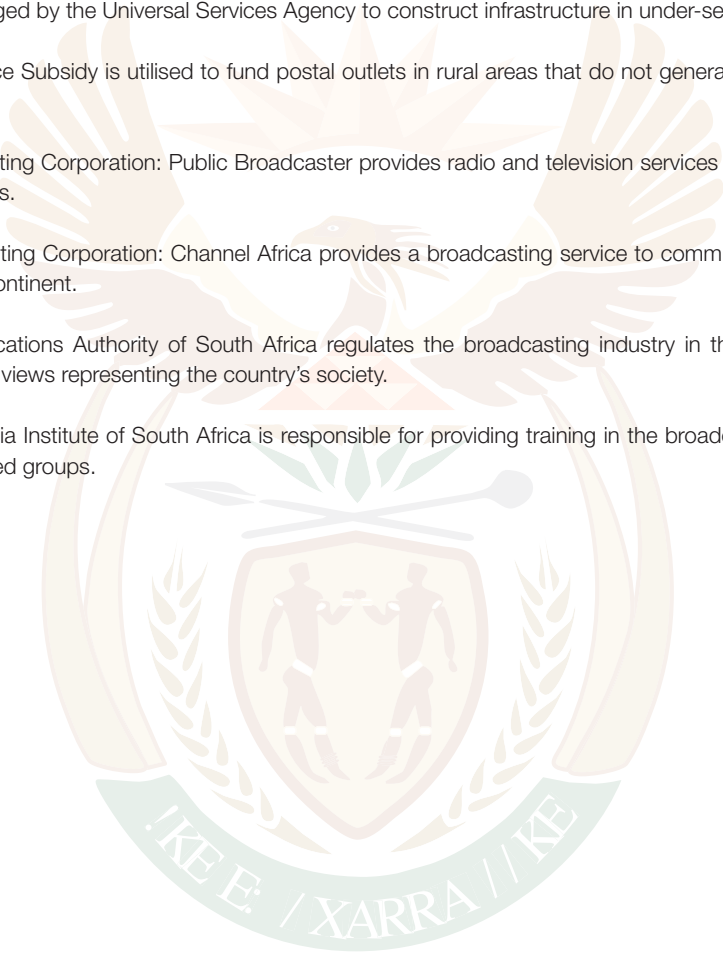 ged by the Universal Services Agency to construct infrastructure in under-se
ce Subsidy is utilised to fund postal outlets in rural areas that do not genera
ting Corporation: Public Broadcaster provides radio and television services
s.
ting Corporation: Channel Africa provides a broadcasting service to comm
ontinent.
cations Authority of South Africa regulates the broadcasting industry in th
views representing the country’s society.
ia Institute of South Africa is responsible for providing training in the broad
ed groups.
!KE E: / XARRA //KE